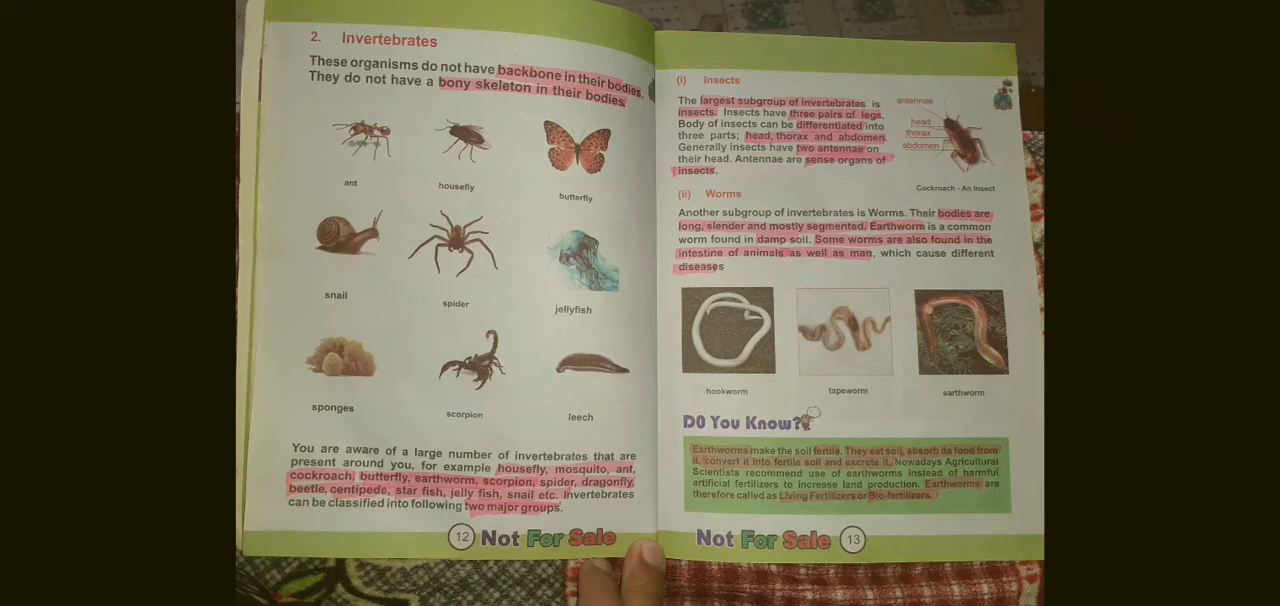 2. Invertebrates
These organisms do not have backbone in their bodies.
They do not have a bony skeleton in their bodies.
ant
housefly
butterfly
snail
spider
jellyfish
sponges
scorpion
leech
You are aware of a large number of invertebrates that are
present around you, for example housefly, mosquito, ant,
cockroach, butterfly, earthworm, scorpion, spider, dragonfly,
beetle, centipede, star fish, jelly fish, snail etc. Invertebrates
can be classified into following two major groups.
12 Not For Sale
(i) Insects
The largest subgroup of invertebrates is
insects. Insects have three pairs of legs.
Body of insects can be differentiated into
three parts; head, thorax and abdomen.
Generally insects have two antennae on
their head. Antennae are sense organs of
insects.
antennae
head
thorax
abdomen
Cockroach - An insect
(ii) Worms
Another subgroup of invertebrates is Worms. Their bodies are
long, slender and mostly segmented. Earthworm is a common
worm found in damp soil. Some worms are also found in the
intestine of animals as well as man, which cause different
diseases
hookworm
tapeworm
earthworm
DO You Know?
Earthworms make the soil fertile. They eat soil, absorb its food from
it, convert it into fertile soil and excrete it. Nowadays Agricultural
Scientists recommend use of earthworms instead of harmful
artificial fertilizers to increase land production. Earthworms are
therefore called as Living Fertilizers or Bio-fertilizers.
Not For Sale 13